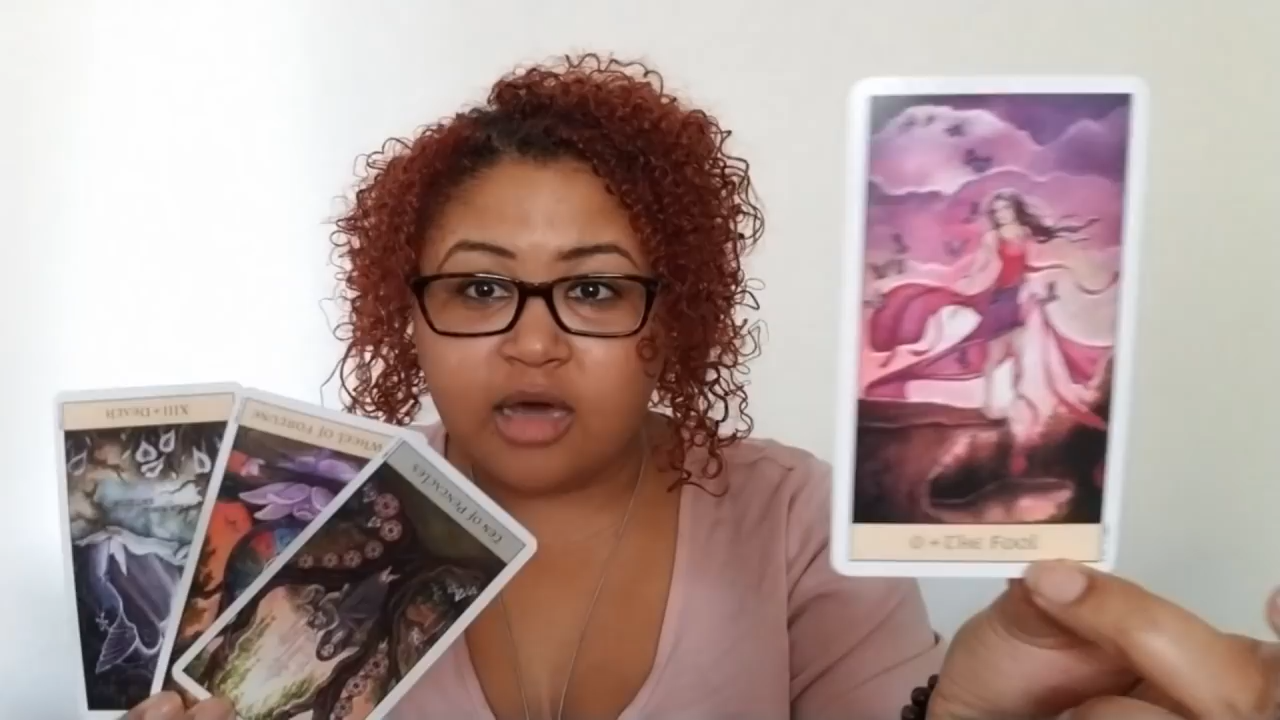 XIII • Death
Wheel of Fortune
Ten of Pentacles
0 • The Fool